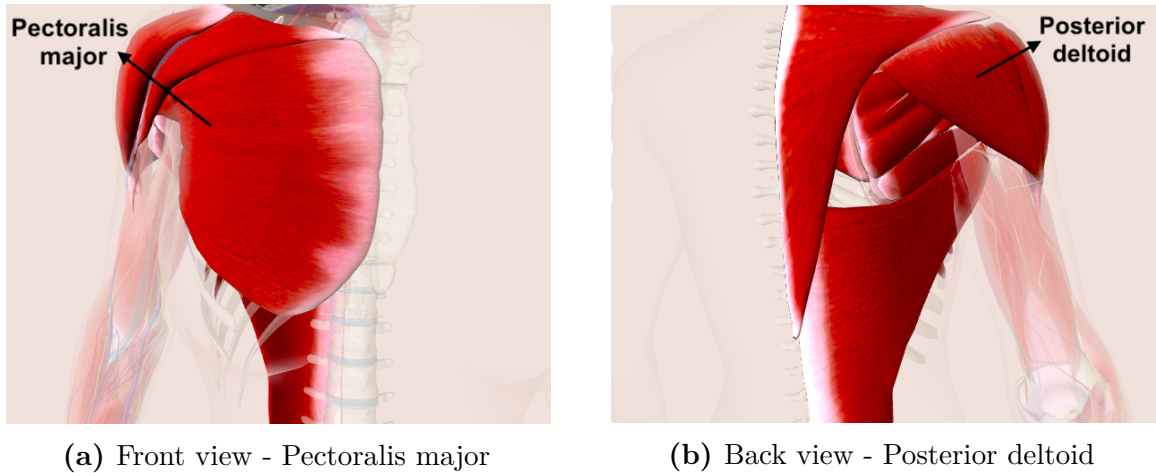 Pectoralis
major
Posterior
deltoid
(a) Front view - Pectoralis major
(b) Back view - Posterior deltoid